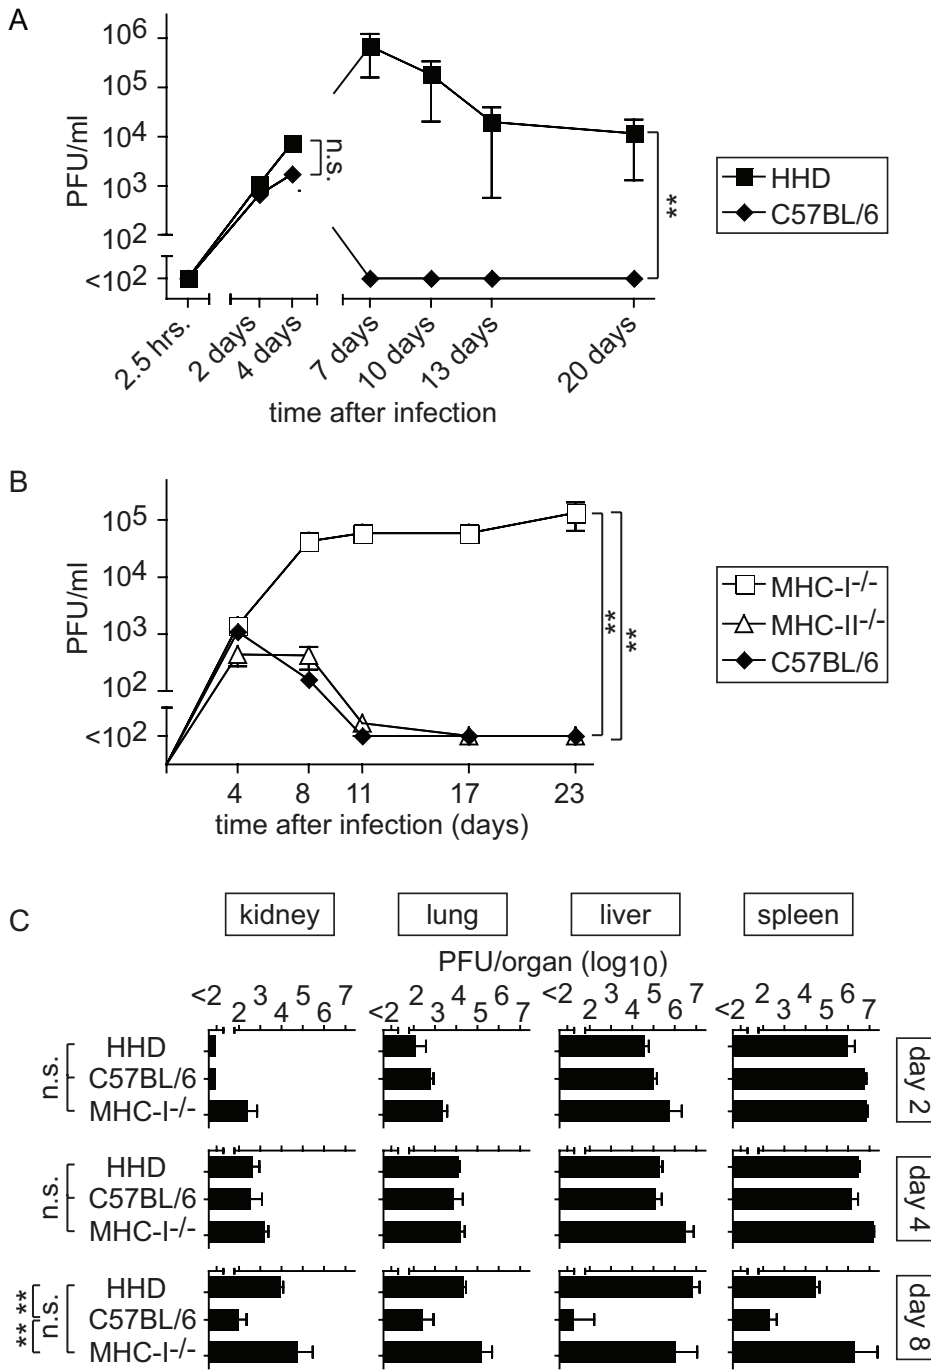 A
10^6
10^5
10^4
10^3
10^2
<10^2
PFU/ml
n.s.
**
HHD
C57BL/6
2.5 hrs.
2 days
4 days
7 days
10 days
13 days
20 days
time after infection
B
10^5
10^4
10^3
10^2
<10^2
PFU/ml
**
**
MHC-I-/-
MHC-II-/-
C57BL/6
4 8 11 17 23
time after infection (days)
C
kidney lung liver spleen
PFU/organ (log10)
<2 2 3 4 5 6 7 <2 2 3 4 5 6 7 <2 2 3 4 5 6 7 <2 2 3 4 5 6 7
n.s.
HHD
C57BL/6
MHC-I-/-
day 2
n.s.
HHD
C57BL/6
MHC-I-/-
day 4
** **
n.s.
HHD
C57BL/6
MHC-I-/-
day 8